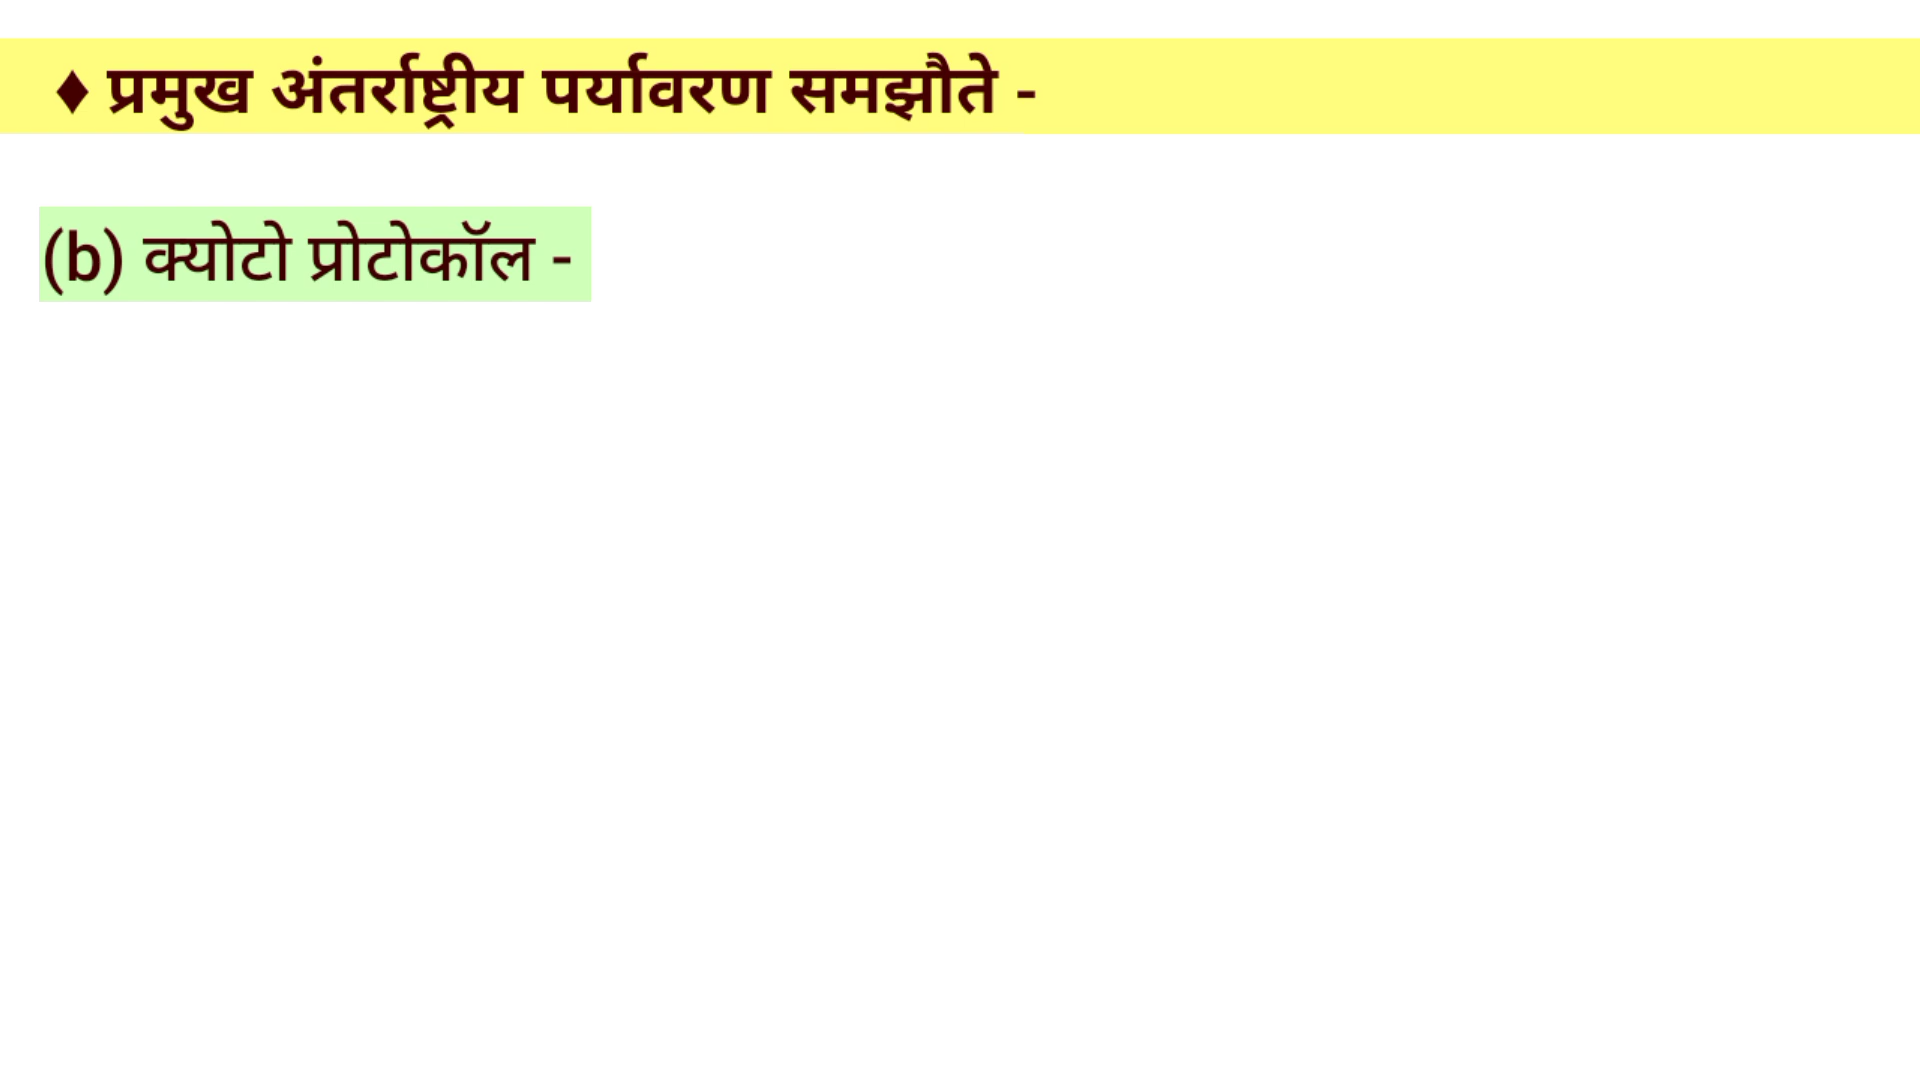 ♦ प्रमुख अंतर्राष्ट्रीय पर्यावरण समझौते -
(b) क्योटो प्रोटोकॉल -